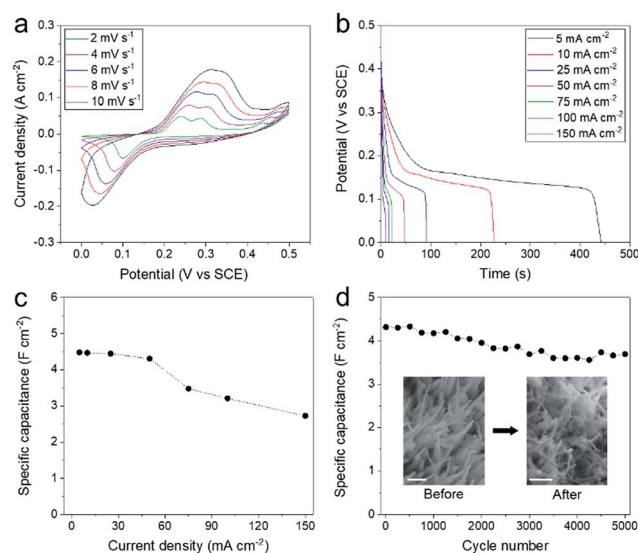 a
2 mV s⁻¹
4 mV s⁻¹
6 mV s⁻¹
8 mV s⁻¹
10 mV s⁻¹
Current density (A cm⁻²)
0.3
0.2
0.1
0.0
-0.1
-0.2
-0.3
0.0 0.1 0.2 0.3 0.4 0.5
Potential (V vs SCE)
b
5 mA cm⁻²
10 mA cm⁻²
25 mA cm⁻²
50 mA cm⁻²
75 mA cm⁻²
100 mA cm⁻²
150 mA cm⁻²
Potential (V vs SCE)
0.5
0.4
0.3
0.2
0.1
0.0
0 100 200 300 400 500
Time (s)
c
Specific capacitance (F cm⁻²)
6
5
4
3
2
1
0
0 30 60 90 120 150
Current density (mA cm⁻²)
d
Specific capacitance (F cm⁻²)
5
4
3
2
1
0
Before
After
0 1000 2000 3000 4000 5000
Cycle number